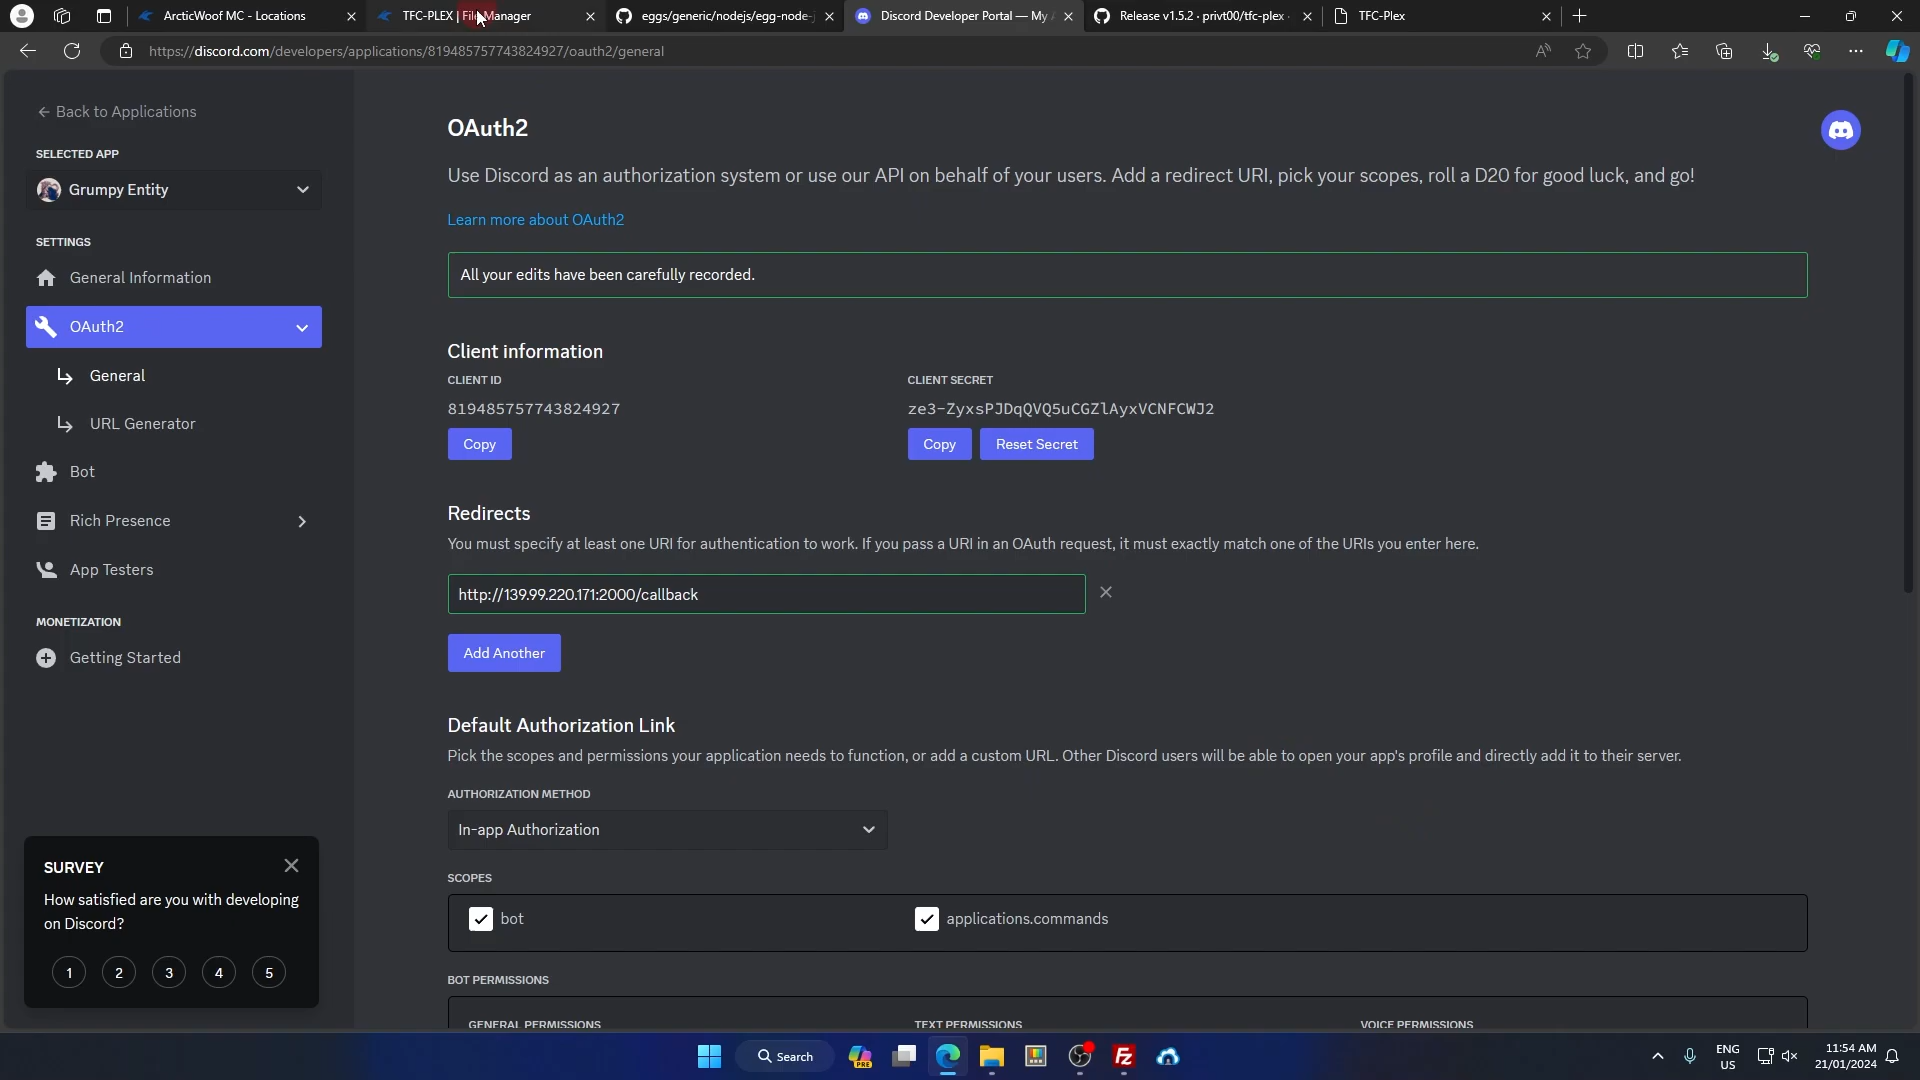 ArcticWoof MC - Locations
TFC-PLEX | File Manager
eggs/generic/nodejs/egg-node-j
Discord Developer Portal — My A
Release v1.5.2 · privt00/tfc-plex ·
TFC-Plex
https://discord.com/developers/applications/819485757743824927/oauth2/general
← Back to Applications
SELECTED APP
Grumpy Entity
SETTINGS
General Information
OAuth2
General
URL Generator
Bot
Rich Presence
App Testers
MONETIZATION
Getting Started
SURVEY
How satisfied are you with developing
on Discord?
1 2 3 4 5
OAuth2
Use Discord as an authorization system or use our API on behalf of your users. Add a redirect URI, pick your scopes, roll a D20 for good luck, and go!
Learn more about OAuth2
All your edits have been carefully recorded.
Client information
CLIENT ID
819485757743824927
Copy
CLIENT SECRET
ze3-ZyxsPJDqQVQ5uCGZlAyxVCNFCWJ2
Copy
Reset Secret
Redirects
You must specify at least one URI for authentication to work. If you pass a URI in an OAuth request, it must exactly match one of the URIs you enter here.
http://139.99.220.171:2000/callback
Add Another
Default Authorization Link
Pick the scopes and permissions your application needs to function, or add a custom URL. Other Discord users will be able to open your app's profile and directly add it to their server.
AUTHORIZATION METHOD
In-app Authorization
SCOPES
bot
applications.commands
BOT PERMISSIONS
GENERAL PERMISSIONS
TEXT PERMISSIONS
VOICE PERMISSIONS
Search
PRE
ENG
US
11:54 AM
21/01/2024